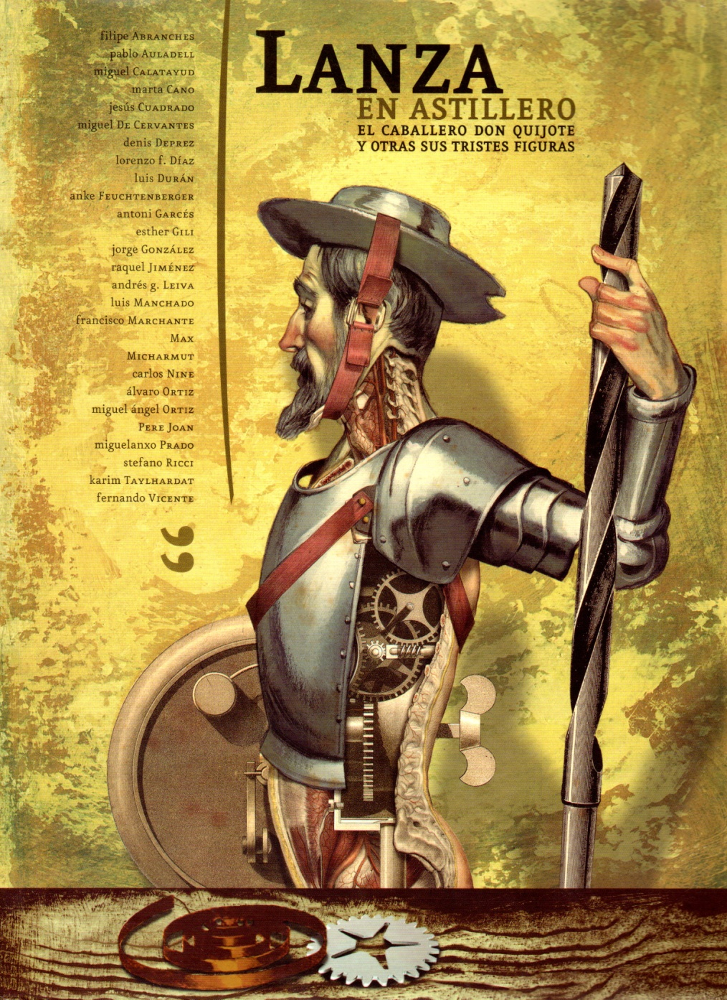 filipe ABRANCHES
pablo AULADELL
miguel CALATAYUD
marta CANO
jesús CUADRADO
miguel DE CERVANTES
denis DEPREZ
lorenzo f. DÍAZ
luis DURÁN
anke FEUCHTENBERGER
antoni GARCÉS
esther GILI
jorge GONZÁLEZ
raquel JIMÉNEZ
andrés g. LEIVA
luis MANCHADO
francisco MARCHANTE
MAX
MICHARMUT
carlos NINE
álvaro ORTIZ
miguel ángel ORTIZ
PERE JOAN
miguelanxo PRADO
stefano RICCI
karim TAYLHARDAT
fernando VICENTE
LANZA
EN ASTILLERO
EL CABALLERO DON QUIJOTE
Y OTRAS SUS TRISTES FIGURAS